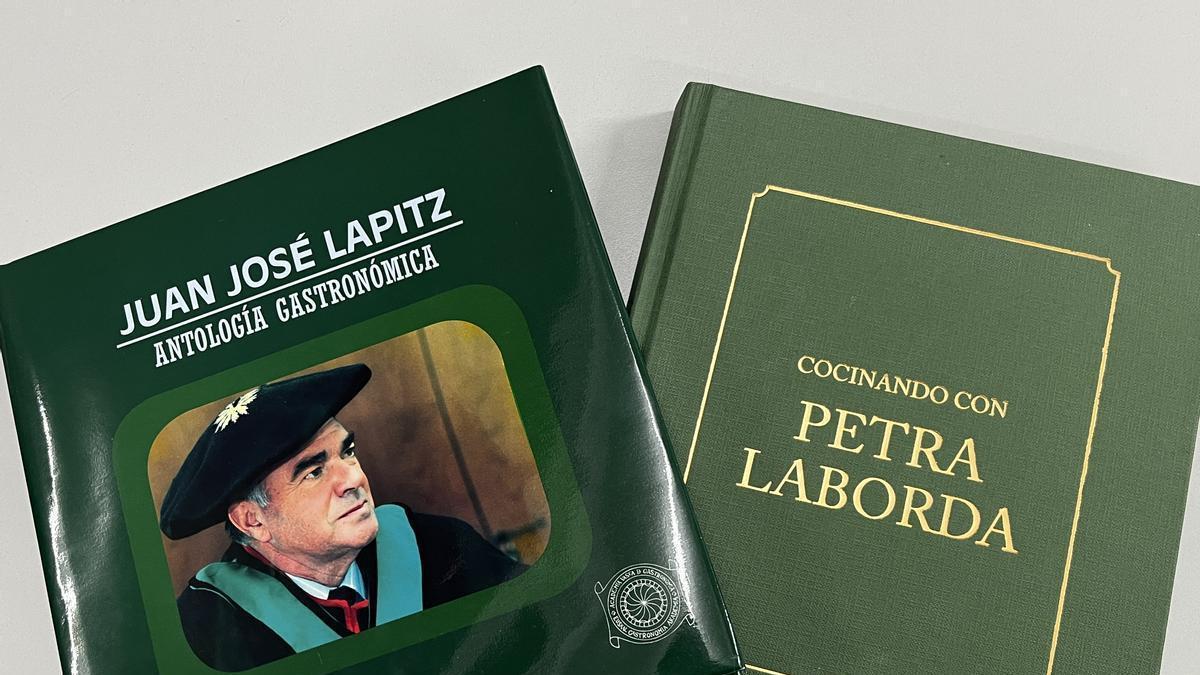 JUAN JOSÉ LAPITZ
ANTOLOGÍA GASTRONÓMICA
COCINANDO CON
PETRA
LABORDA